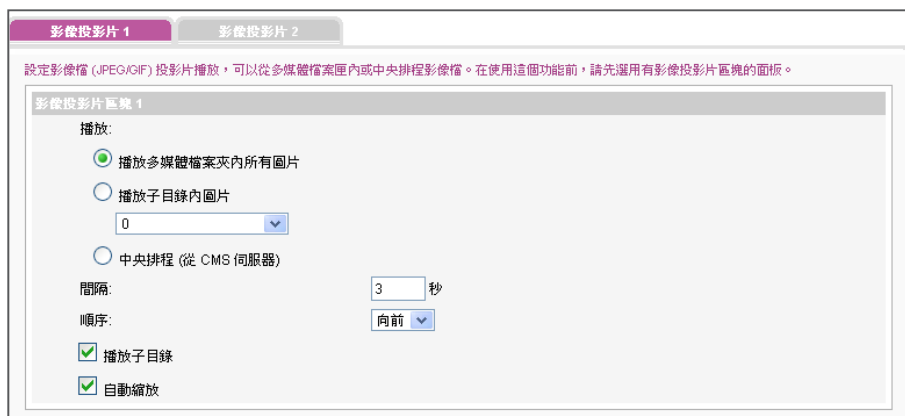 影像投影片 1
影像投影片 2
設定影像檔 (JPEG/GIF) 投影片播放，可以從多媒體檔案匣內或中央排程影像檔。在使用這個功能前，請先選用有影像投影片區塊的面板。
影像投影片區塊 1
播放:
播放多媒體檔案夾內所有圖片
播放子目錄內圖片
0
中央排程 (從 CMS 伺服器)
間隔: 3 秒
順序: 向前
播放子目錄
自動縮放